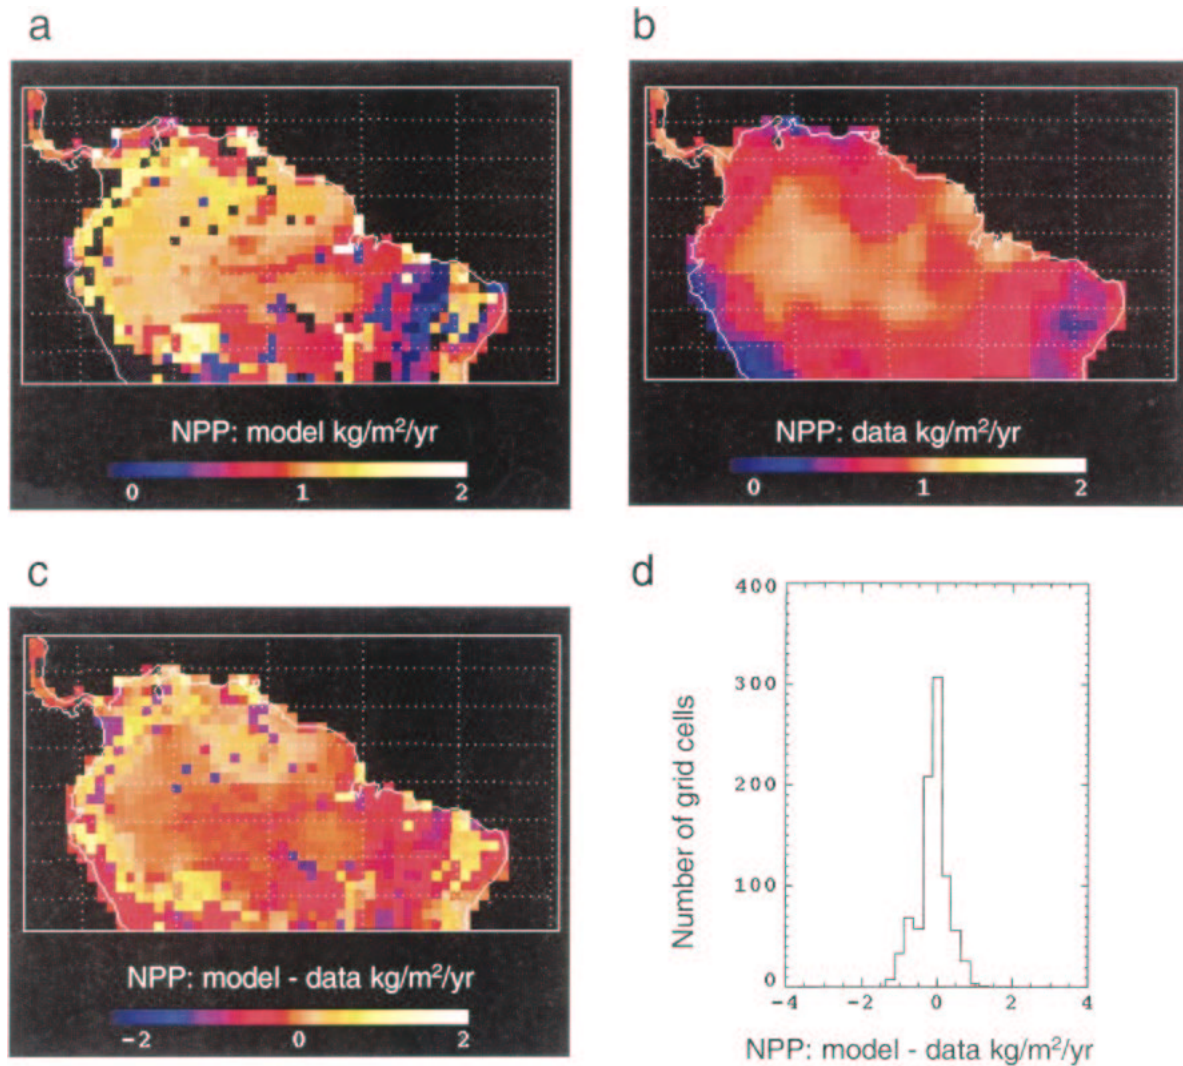 a
b
NPP: model kg/m²/yr
0 1 2
NPP: data kg/m²/yr
0 1 2
c
d
NPP: model - data kg/m²/yr
-2 0 2
400
300
200
100
0
-4 -2 0 2 4
Number of grid cells
NPP: model - data kg/m²/yr